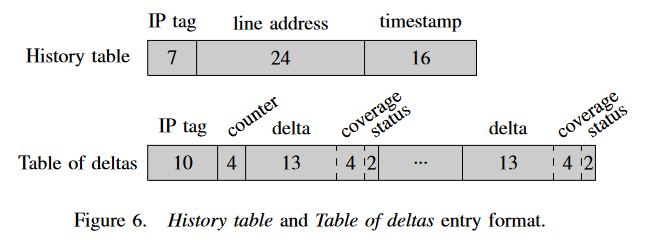 IP tag line address timestamp
History table 7 24 16
IP tag counter delta coverage status delta coverage status
Table of deltas 10 4 13 4 2 ... 13 4 2
Figure 6. History table and Table of deltas entry format.